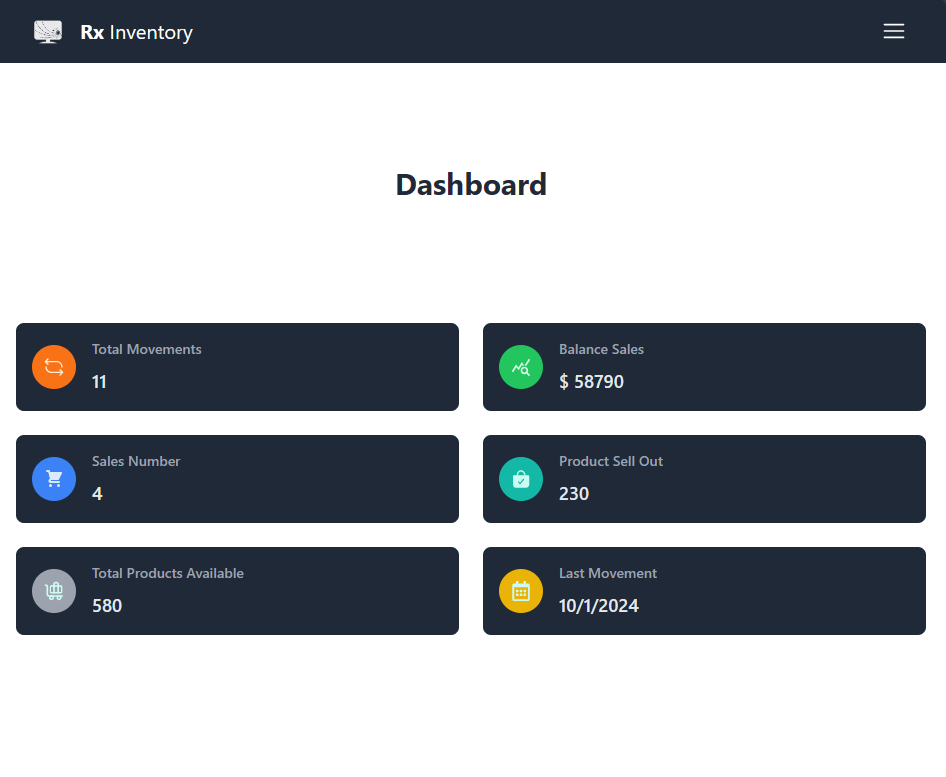 Rx Inventory
Dashboard
Total Movements
11
Balance Sales
$ 58790
Sales Number
4
Product Sell Out
230
Total Products Available
580
Last Movement
10/1/2024